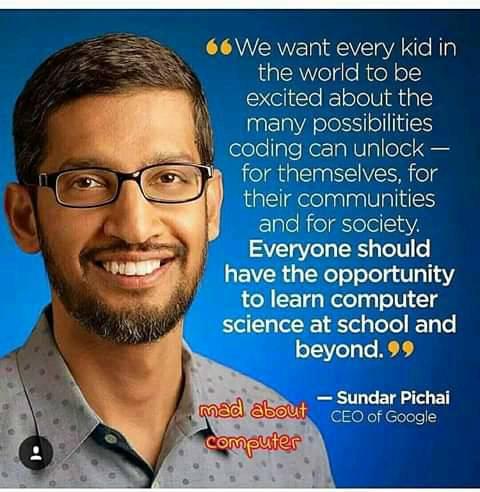 “We want every kid in
the world to be
excited about the
many possibilities
coding can unlock —
for themselves, for
their communities
and for society.
Everyone should
have the opportunity
to learn computer
science at school and
beyond.”
— Sundar Pichai
CEO of Google
mad about
computer